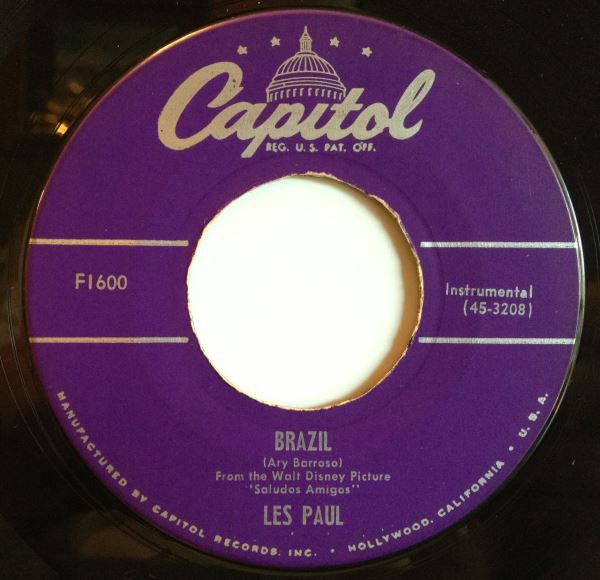 Capitol
REG. U. S. PAT. OFF.
F1600
Instrumental
(45-3208)
BRAZIL
(Ary Barroso)
From the Walt Disney Picture
"Saludos Amigos"
LES PAUL
MANUFACTURED BY CAPITOL RECORDS, INC. • HOLLYWOOD, CALIFORNIA • U. S. A.